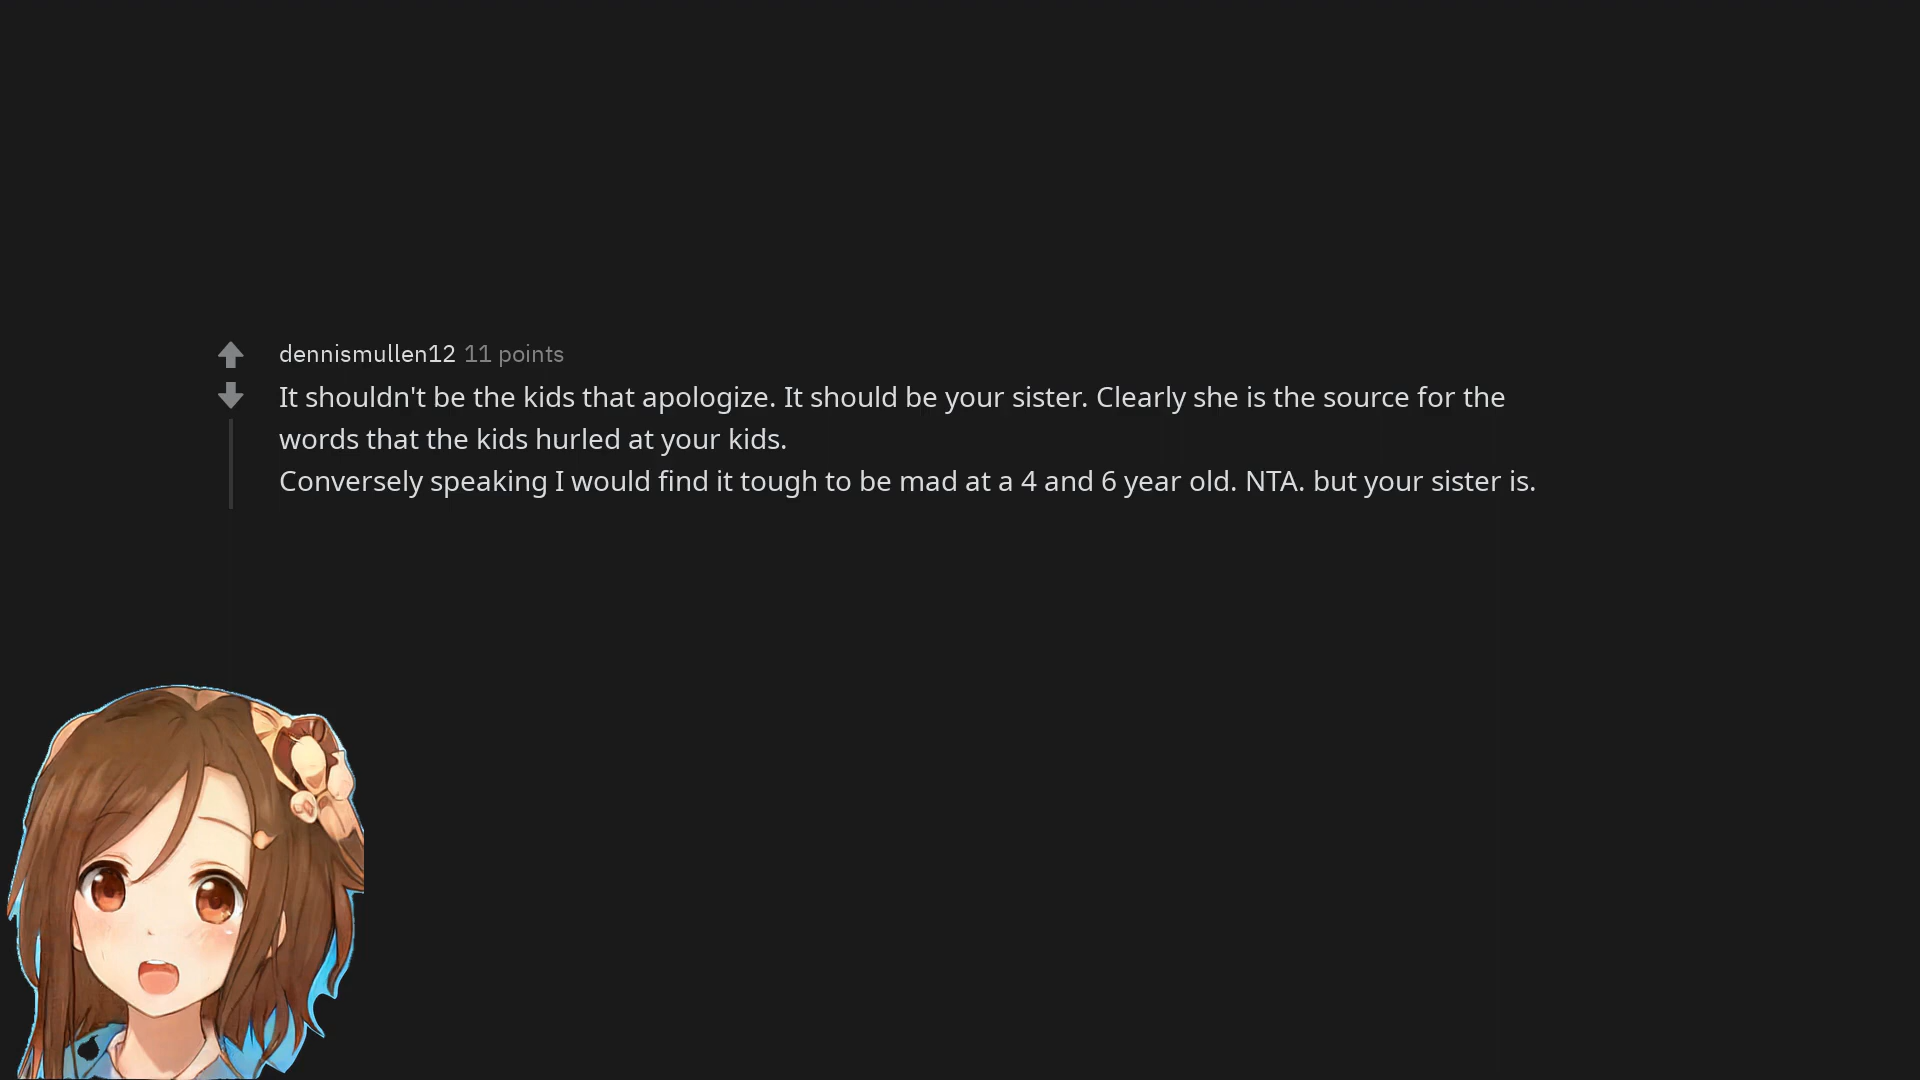 dennismullen12 11 points
It shouldn't be the kids that apologize. It should be your sister. Clearly she is the source for the
words that the kids hurled at your kids.
Conversely speaking I would find it tough to be mad at a 4 and 6 year old. NTA. but your sister is.